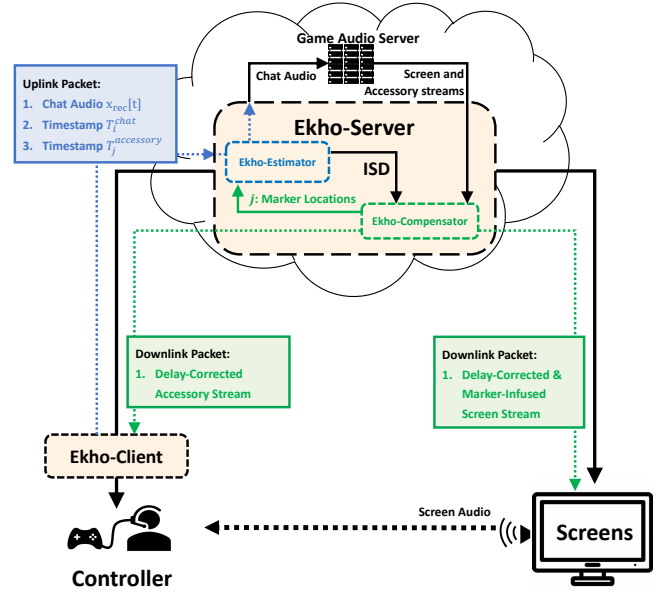 Game Audio Server
Uplink Packet:
1. Chat Audio x_rec[t]
2. Timestamp T_i^chat
3. Timestamp T_j^accessory
Chat Audio
Screen and
Accessory streams
Ekho-Server
Ekho-Estimator
ISD
j: Marker Locations
Ekho-Compensator
Downlink Packet:
1. Delay-Corrected
Accessory Stream
Downlink Packet:
1. Delay-Corrected &
Marker-Infused
Screen Stream
Ekho-Client
Screen Audio
Screens
Controller